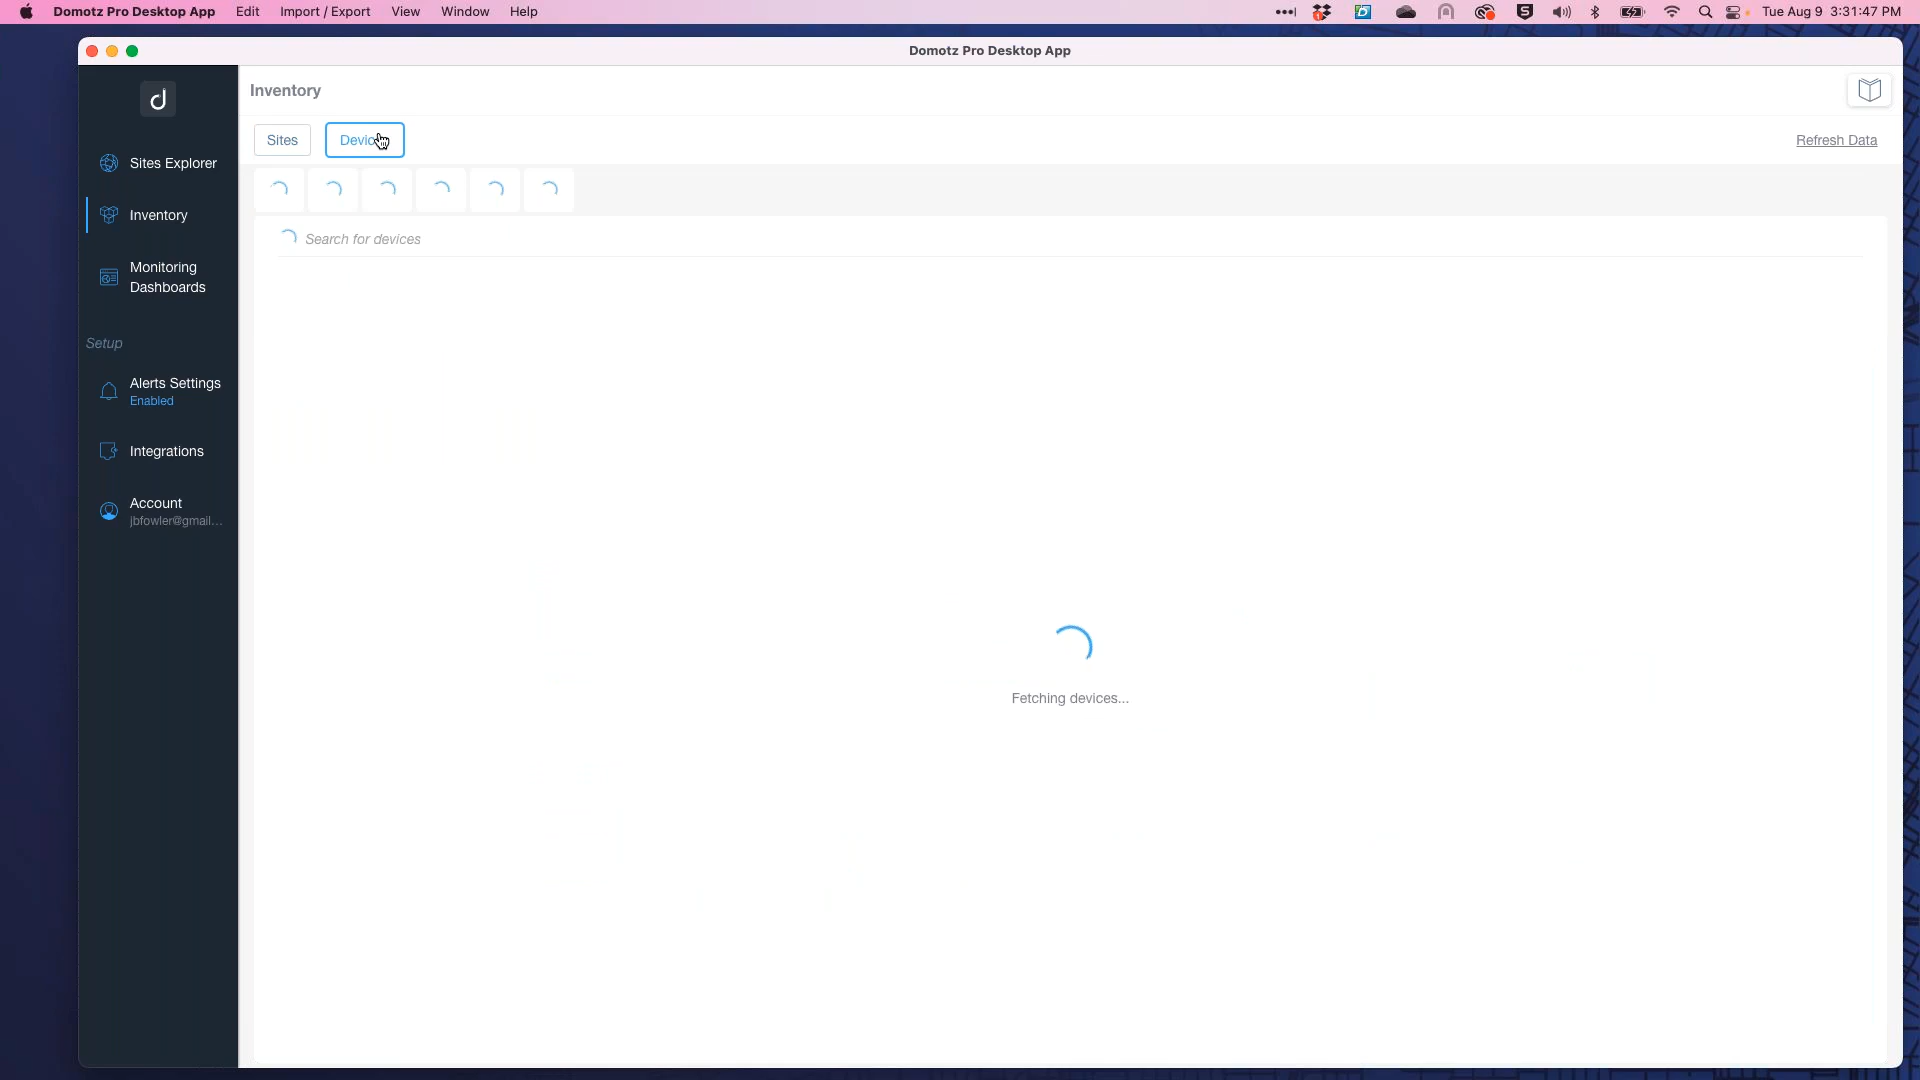 Domotz Pro Desktop App Edit Import / Export View Window Help Tue Aug 9 3:31:47 PM
Domotz Pro Desktop App
Inventory
Sites
Refresh Data
Sites Explorer
Inventory
Search for devices
Monitoring
Dashboards
Setup
Alerts Settings
Enabled
Integrations
Account
jbfowler@gmail...
Fetching devices...